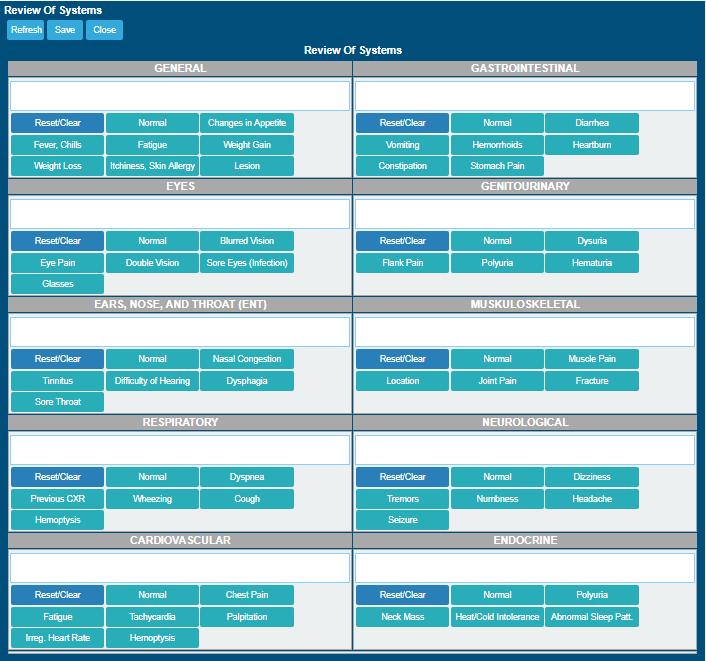 Review Of Systems
Refresh Save Close
Review Of Systems
GENERAL
Reset/Clear Normal Changes in Appetite
Fever, Chills Fatigue Weight Gain
Weight Loss Itchiness, Skin Allergy Lesion
GASTROINTESTINAL
Reset/Clear Normal Diarrhea
Vomiting Hemorrhoids Heartburn
Constipation Stomach Pain
EYES
Reset/Clear Normal Blurred Vision
Eye Pain Double Vision Sore Eyes (Infection)
Glasses
GENITOURINARY
Reset/Clear Normal Dysuria
Flank Pain Polyuria Hematuria
EARS, NOSE, AND THROAT (ENT)
Reset/Clear Normal Nasal Congestion
Tinnitus Difficulty of Hearing Dysphagia
Sore Throat
MUSKULOSKELETAL
Reset/Clear Normal Muscle Pain
Location Joint Pain Fracture
RESPIRATORY
Reset/Clear Normal Dyspnea
Previous CXR Wheezing Cough
Hemoptysis
NEUROLOGICAL
Reset/Clear Normal Dizziness
Tremors Numbness Headache
Seizure
CARDIOVASCULAR
Reset/Clear Normal Chest Pain
Fatigue Tachycardia Palpitation
Irreg. Heart Rate Hemoptysis
ENDOCRINE
Reset/Clear Normal Polyuria
Neck Mass Heat/Cold Intolerance Abnormal Sleep Patt.